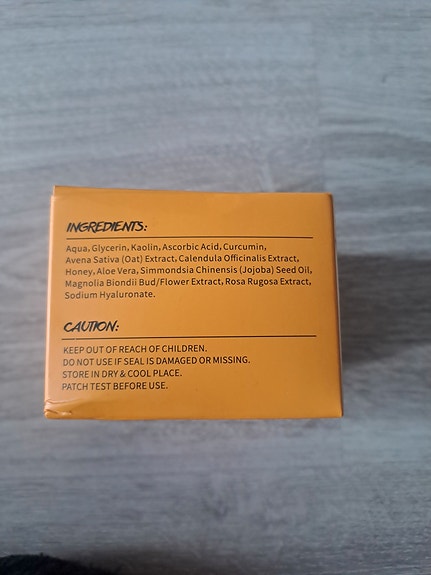 INGREDIENTS:
Aqua, Glycerin, Kaolin, Ascorbic Acid, Curcumin,
Avena Sativa (Oat) Extract, Calendula Officinalis Extract,
Honey, Aloe Vera, Simmondsia Chinensis (Jojoba) Seed Oil,
Magnolia Biondii Bud/Flower Extract, Rosa Rugosa Extract,
Sodium Hyaluronate.
CAUTION:
KEEP OUT OF REACH OF CHILDREN.
DO NOT USE IF SEAL IS DAMAGED OR MISSING.
STORE IN DRY & COOL PLACE.
PATCH TEST BEFORE USE.